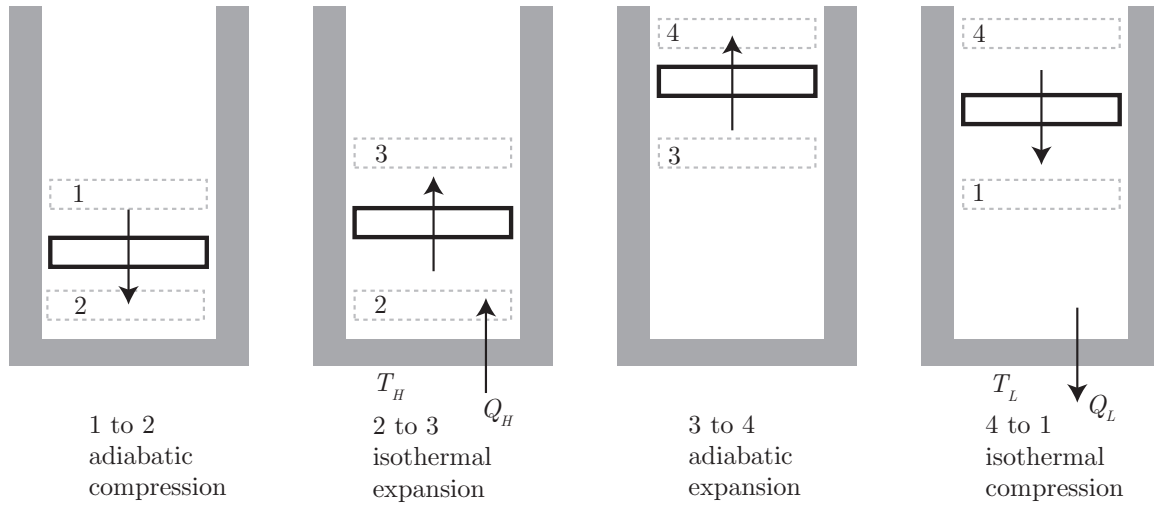 1
2
3
2
4
3
4
1
T_H
Q_H
T_L
Q_L
1 to 2
adiabatic
compression
2 to 3
isothermal
expansion
3 to 4
adiabatic
expansion
4 to 1
isothermal
compression